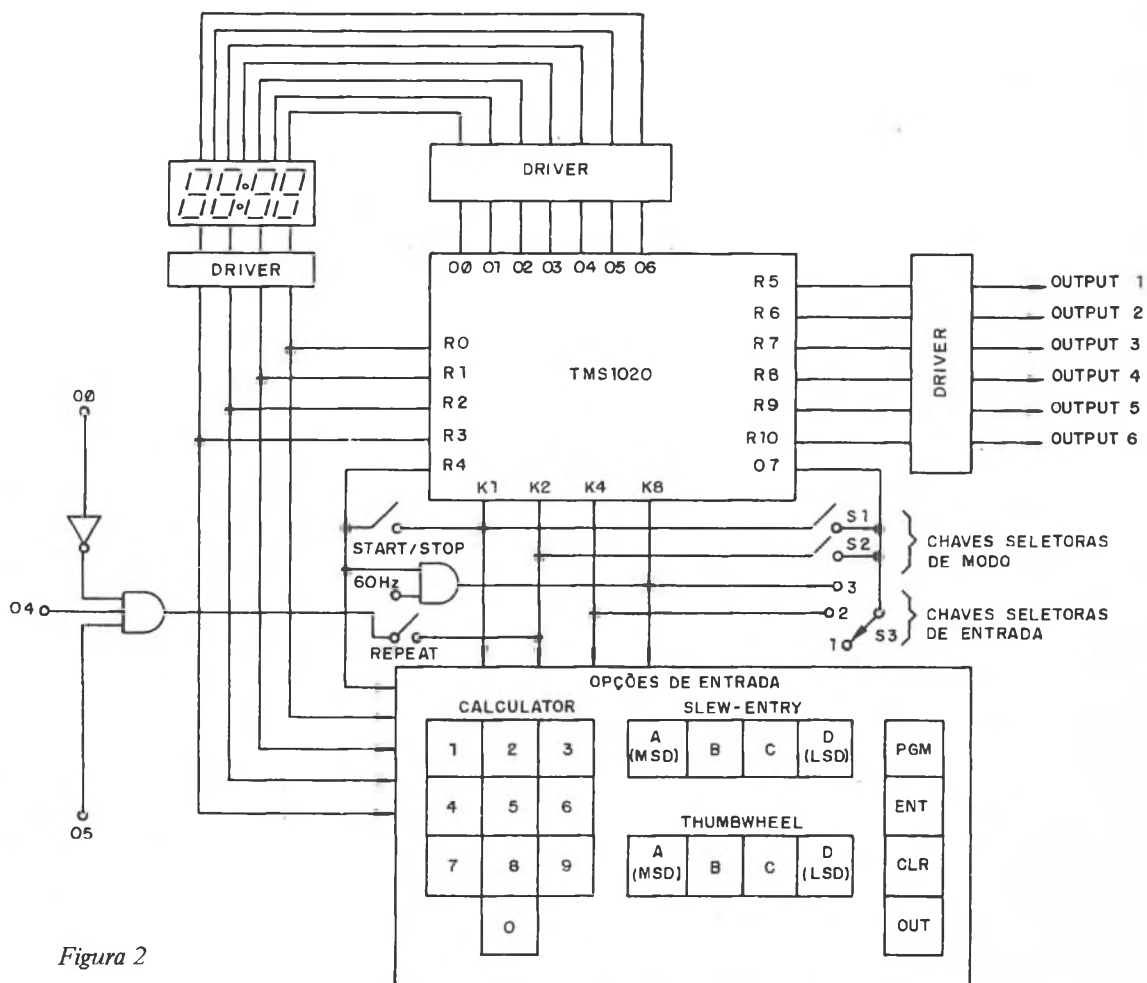 DRIVER
88:88
DRIVER
O0 O1 O2 O3 O4 O5 O6
R5
R6
R7
R8
R9
R10
O7
R0
R1
R2
R3
R4
TMS1020
K1 K2 K4 K8
DRIVER
OUTPUT 1
OUTPUT 2
OUTPUT 3
OUTPUT 4
OUTPUT 5
OUTPUT 6
O0
O4
O5
START/STOP
60Hz
REPEAT
S1
S2
CHAVES SELETORAS
DE MODO
3
2
1
S3
CHAVES SELETORAS
DE ENTRADA
OPÇÕES DE ENTRADA
CALCULATOR
1 2 3
4 5 6
7 8 9
0
SLEW-ENTRY
A (MSD) B C D (LSD)
THUMBWHEEL
A (MSD) B C D (LSD)
PGM
ENT
CLR
OUT
Figura 2